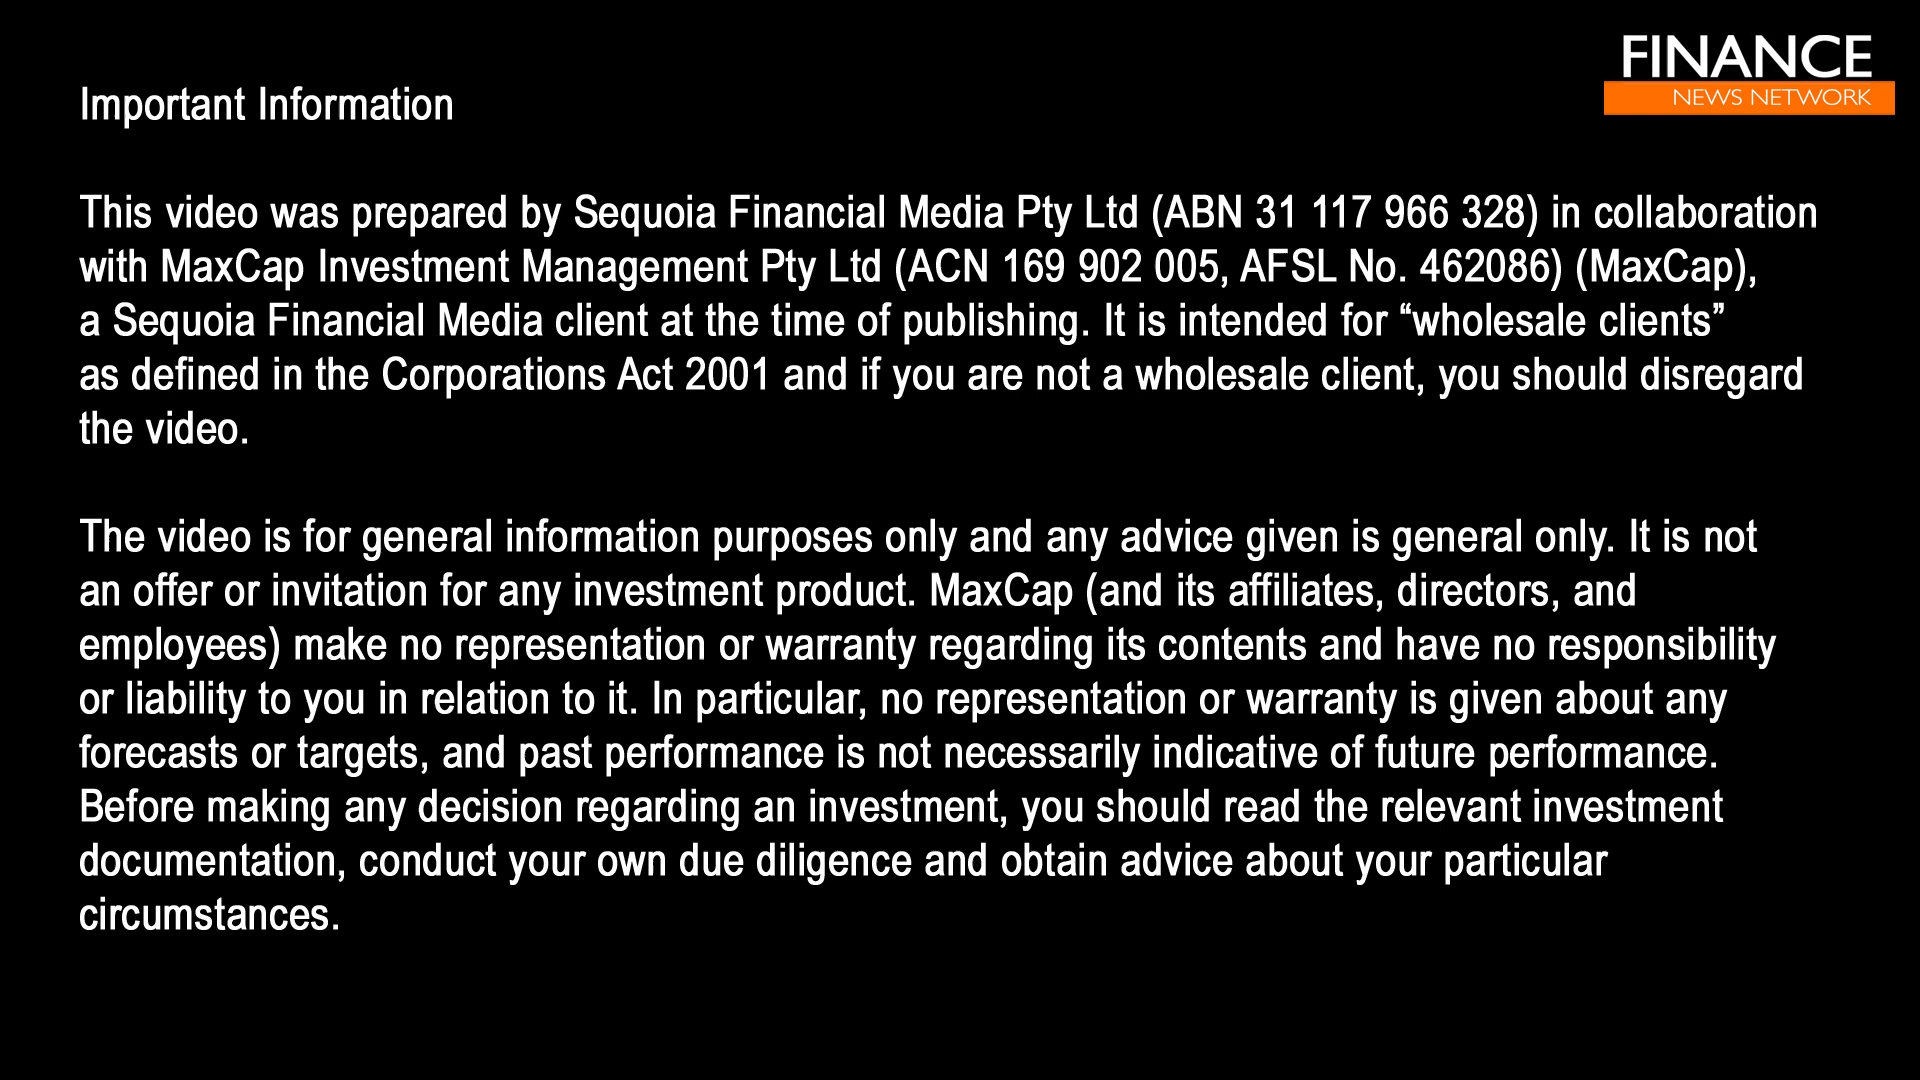 FINANCE
NEWS NETWORK
Important Information
This video was prepared by Sequoia Financial Media Pty Ltd (ABN 31 117 966 328) in collaboration
with MaxCap Investment Management Pty Ltd (ACN 169 902 005, AFSL No. 462086) (MaxCap),
a Sequoia Financial Media client at the time of publishing. It is intended for “wholesale clients”
as defined in the Corporations Act 2001 and if you are not a wholesale client, you should disregard
the video.
The video is for general information purposes only and any advice given is general only. It is not
an offer or invitation for any investment product. MaxCap (and its affiliates, directors, and
employees) make no representation or warranty regarding its contents and have no responsibility
or liability to you in relation to it. In particular, no representation or warranty is given about any
forecasts or targets, and past performance is not necessarily indicative of future performance.
Before making any decision regarding an investment, you should read the relevant investment
documentation, conduct your own due diligence and obtain advice about your particular
circumstances.